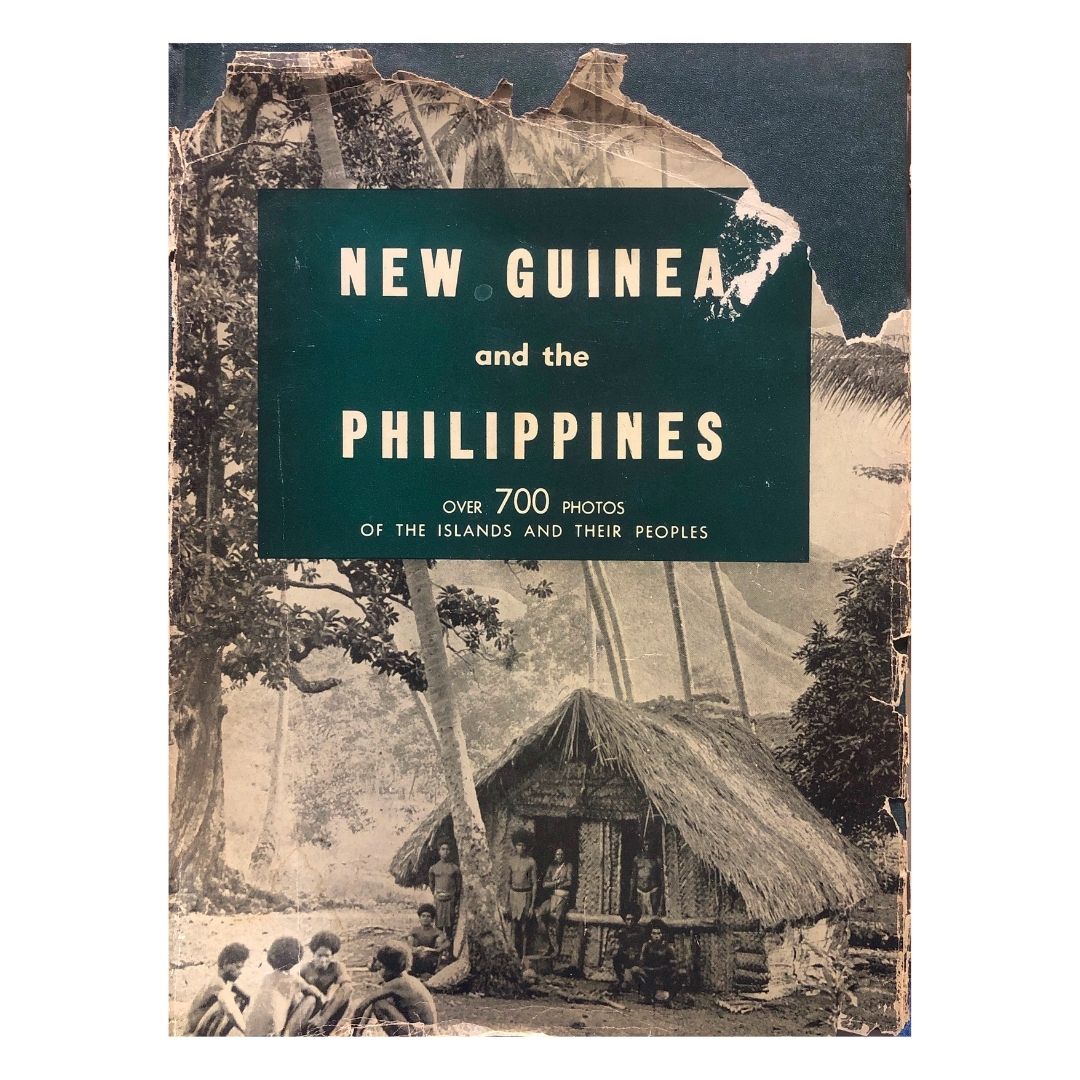 NEW GUINEA
and the
PHILIPPINES
OVER 700 PHOTOS
OF THE ISLANDS AND THEIR PEOPLES